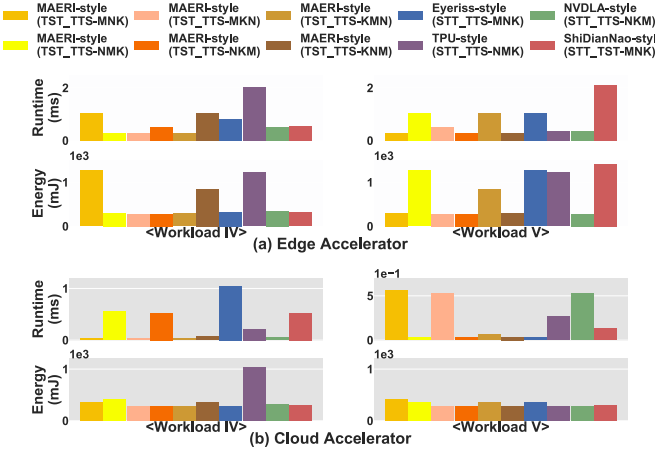 MAERI-style MAERI-style MAERI-style Eyeriss-style NVDLA-style
(TST_TTS-MNK) (TST_TTS-MKN) (TST_TTS-KMN) (STT_TTS-MNK) (STT_TTS-NKM)
MAERI-style MAERI-style MAERI-style TPU-style ShiDianNao-styl
(TST_TTS-NMK) (TST_TTS-NKM) (TST_TTS-KNM) (STT_TTS-NMK) (STT_TST-MNK)
Runtime
(ms)
2
1
0
2
1
0
1e3
1e3
Energy
(mJ)
1
0
1
0
<Workload IV> <Workload V>
(a) Edge Accelerator
Runtime
(ms)
1
0
1e−1
5
0
1e3
1e3
Energy
(mJ)
1
0
1
0
<Workload IV> <Workload V>
(b) Cloud Accelerator